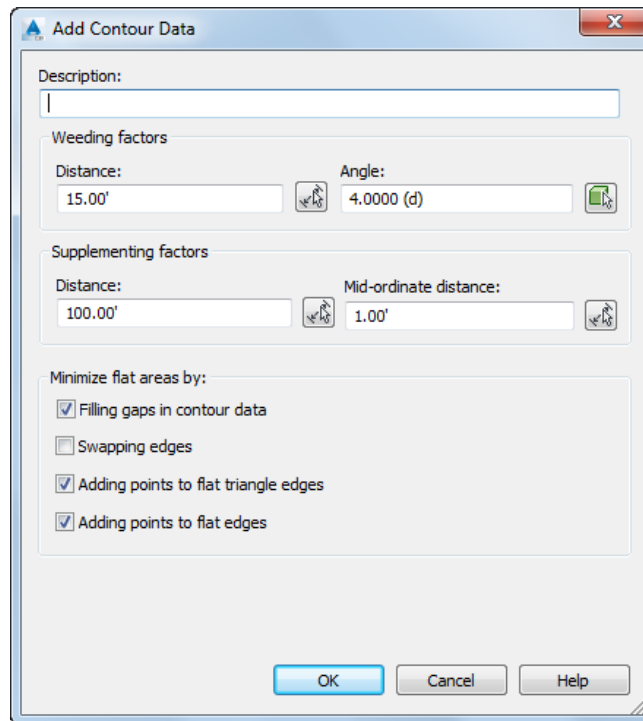 Add Contour Data
Description:
Weeding factors
Distance: Angle:
15.00' 4.0000 (d)
Supplementing factors
Distance: Mid-ordinate distance:
100.00' 1.00'
Minimize flat areas by:
Filling gaps in contour data
Swapping edges
Adding points to flat triangle edges
Adding points to flat edges
OK Cancel Help